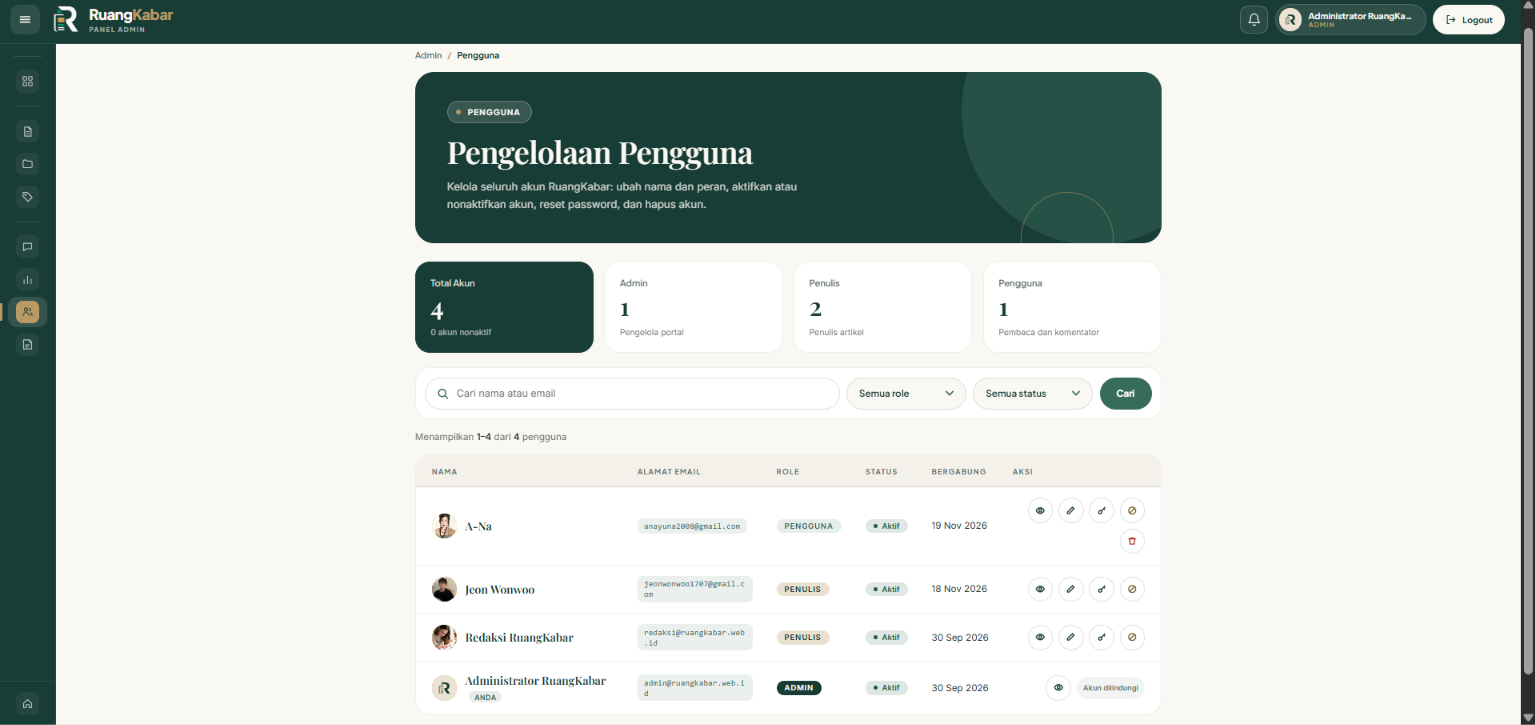 RuangKabar
PANEL ADMIN
Administrator RuangKa...
ADMIN
Logout
Admin / Pengguna
PENGGUNA
Pengelolaan Pengguna
Kelola seluruh akun RuangKabar: ubah nama dan peran, aktifkan atau
nonaktifkan akun, reset password, dan hapus akun.
Total Akun
4
0 akun nonaktif
Admin
1
Pengelola portal
Penulis
2
Penulis artikel
Pengguna
1
Pembaca dan komentator
Cari nama atau email
Semua role
Semua status
Cari
Menampilkan 1–4 dari 4 pengguna
NAMA ALAMAT EMAIL ROLE STATUS BERGABUNG AKSI
A-Na anayuna2008@gmail.com PENGGUNA Aktif 19 Nov 2026
Jeon Wonwoo jeonwonwoo1707@gmail.c
om PENULIS Aktif 18 Nov 2026
Redaksi RuangKabar redaksi@ruangkabar.web
.id PENULIS Aktif 30 Sep 2026
Administrator RuangKabar admin@ruangkabar.web.i
d ADMIN Aktif 30 Sep 2026 Akun dilindungi
ANDA